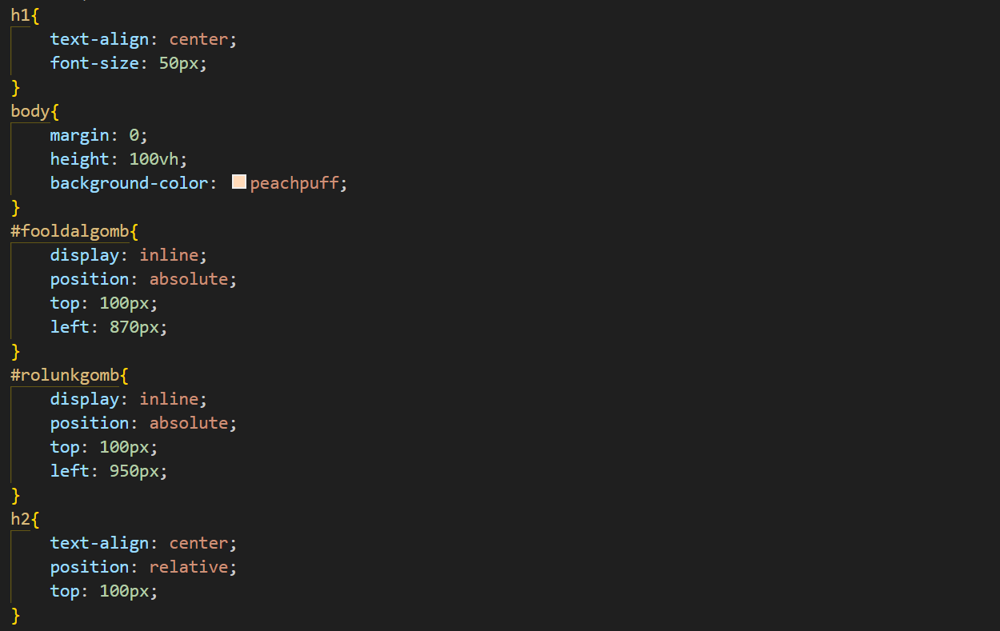 h1{
    text-align: center;
    font-size: 50px;
}
body{
    margin: 0;
    height: 100vh;
    background-color: peachpuff;
}
#fooldalgomb{
    display: inline;
    position: absolute;
    top: 100px;
    left: 870px;
}
#rolunkgomb{
    display: inline;
    position: absolute;
    top: 100px;
    left: 950px;
}
h2{
    text-align: center;
    position: relative;
    top: 100px;
}